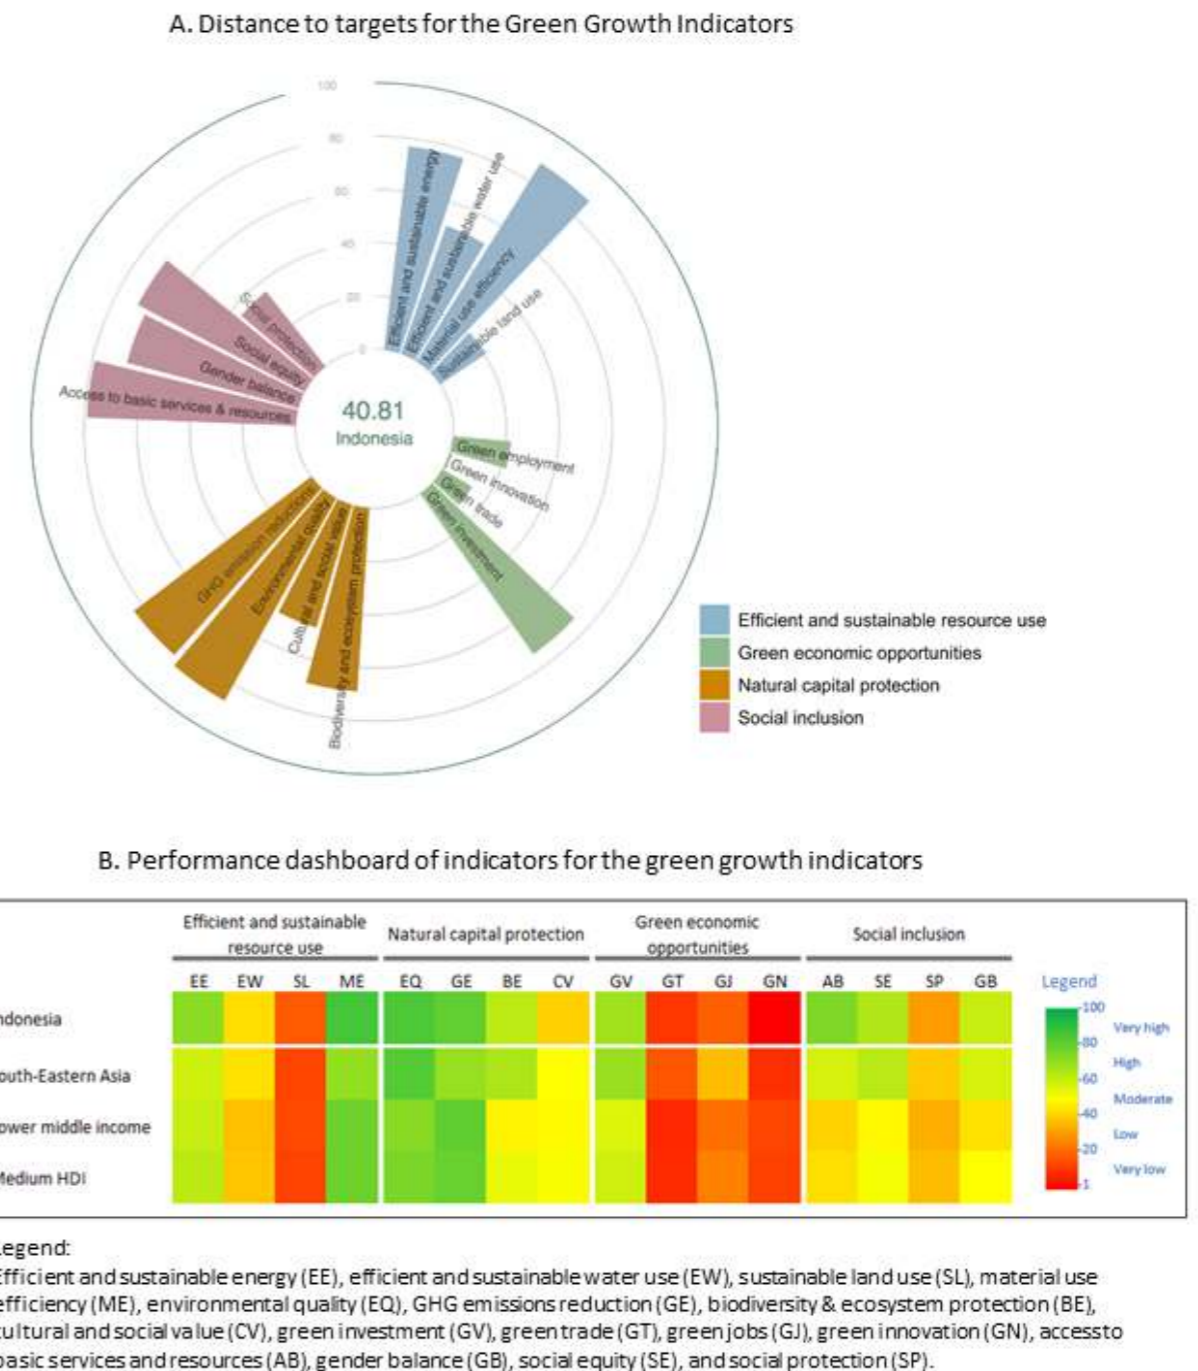 A. Distance to targets for the Green Growth Indicators
100
80
60
40
20
0
Efficient and sustainable energy
Efficient and sustainable water use
Material use efficiency
Sustainable land use
Social protection
Social equity
Gender balance
Access to basic services & resources
40.81
Indonesia
Green employment
Green innovation
Green trade
Green investment
GHG emission reductions
Environmental quality
Cultural and social value
Biodiversity and ecosystem protection
Efficient and sustainable resource use
Green economic opportunities
Natural capital protection
Social inclusion
B. Performance dashboard of indicators for the green growth indicators
Efficient and sustainable
resource use
Natural capital protection
Green economic
opportunities
Social inclusion
EE EW SL ME EQ GE BE CV GV GT GJ GN AB SE SP GB
Legend
100
Very high
80
High
60
Moderate
40
Low
20
Very low
1
ndonesia
outh-Eastern Asia
ower middle income
Medium HDI
Legend:
Efficient and sustainable energy (EE), efficient and sustainable water use (EW), sustainable land use (SL), material use
efficiency (ME), environmental quality (EQ), GHG emissions reduction (GE), biodiversity & ecosystem protection (BE),
cultural and social value (CV), green investment (GV), green trade (GT), green jobs (GJ), green innovation (GN), access to
basic services and resources (AB), gender balance (GB), social equity (SE), and social protection (SP).